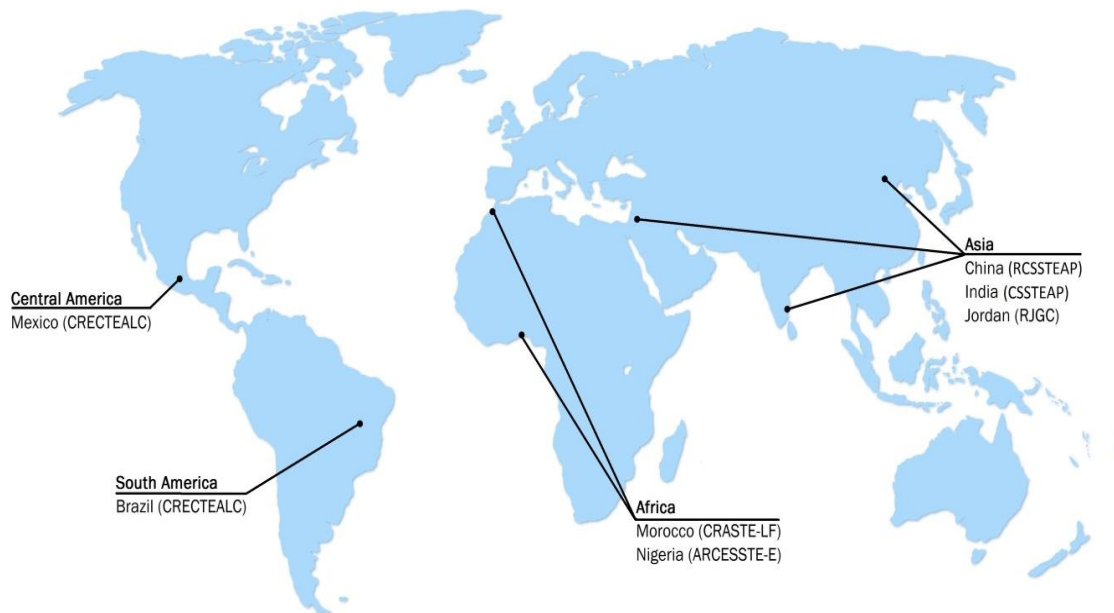 Central America
Mexico (CRECTEALC)
South America
Brazil (CRECTEALC)
Africa
Morocco (CRASTE-LF)
Nigeria (ARCESSTE-E)
Asia
China (RCSSTEAP)
India (CSSTEAP)
Jordan (RJGC)